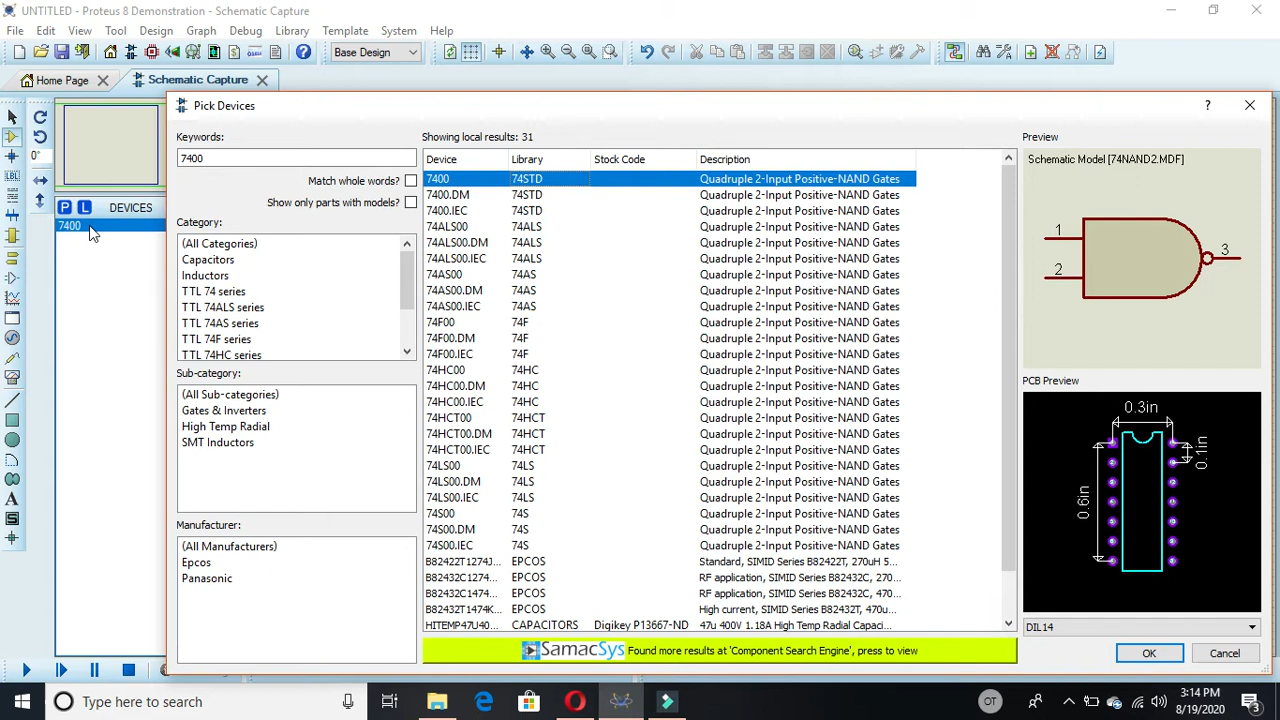 UNTITLED - Proteus 8 Demonstration - Schematic Capture
File Edit View Tool Design Graph Debug Library Template System Help
Base Design
Home Page Schematic Capture
Pick Devices
Keywords:
7400
Match whole words?
Show only parts with models?
Category:
(All Categories)
Capacitors
Inductors
TTL 74 series
TTL 74ALS series
TTL 74AS series
TTL 74F series
TTL 74HC series
Sub-category:
(All Sub-categories)
Gates & Inverters
High Temp Radial
SMT Inductors
Manufacturer:
(All Manufacturers)
Epcos
Panasonic
0°
P L DEVICES
7400
Showing local results: 31
Device Library Stock Code Description
7400 74STD Quadruple 2-Input Positive-NAND Gates
7400.DM 74STD Quadruple 2-Input Positive-NAND Gates
7400.IEC 74STD Quadruple 2-Input Positive-NAND Gates
74ALS00 74ALS Quadruple 2-Input Positive-NAND Gates
74ALS00.DM 74ALS Quadruple 2-Input Positive-NAND Gates
74ALS00.IEC 74ALS Quadruple 2-Input Positive-NAND Gates
74AS00 74AS Quadruple 2-Input Positive-NAND Gates
74AS00.DM 74AS Quadruple 2-Input Positive-NAND Gates
74AS00.IEC 74AS Quadruple 2-Input Positive-NAND Gates
74F00 74F Quadruple 2-Input Positive-NAND Gates
74F00.DM 74F Quadruple 2-Input Positive-NAND Gates
74F00.IEC 74F Quadruple 2-Input Positive-NAND Gates
74HC00 74HC Quadruple 2-Input Positive-NAND Gates
74HC00.DM 74HC Quadruple 2-Input Positive-NAND Gates
74HC00.IEC 74HC Quadruple 2-Input Positive-NAND Gates
74HCT00 74HCT Quadruple 2-Input Positive-NAND Gates
74HCT00.DM 74HCT Quadruple 2-Input Positive-NAND Gates
74HCT00.IEC 74HCT Quadruple 2-Input Positive-NAND Gates
74LS00 74LS Quadruple 2-Input Positive-NAND Gates
74LS00.DM 74LS Quadruple 2-Input Positive-NAND Gates
74LS00.IEC 74LS Quadruple 2-Input Positive-NAND Gates
74S00 74S Quadruple 2-Input Positive-NAND Gates
74S00.DM 74S Quadruple 2-Input Positive-NAND Gates
74S00.IEC 74S Quadruple 2-Input Positive-NAND Gates
B82422T1274J... EPCOS Standard, SIMID Series B82422T, 270uH 5...
B82432C1274... EPCOS RF application, SIMID Series B82432C, 270...
B82432C1474... EPCOS RF application, SIMID Series B82432C, 470...
B82432T1474K... EPCOS High current, SIMID Series B82432T, 470u...
HITEMP47U40... CAPACITORS Digikey P13667-ND 47u 400V 1.18A High Temp Radial Capaci...
SamacSys Found more results at 'Component Search Engine', press to view
Preview
Schematic Model [74NAND2.MDF]
1
2
3
PCB Preview
0.3in
0.1in
0.6in
DIL14
OK Cancel
Type here to search
OT
3:14 PM
8/19/2020
3